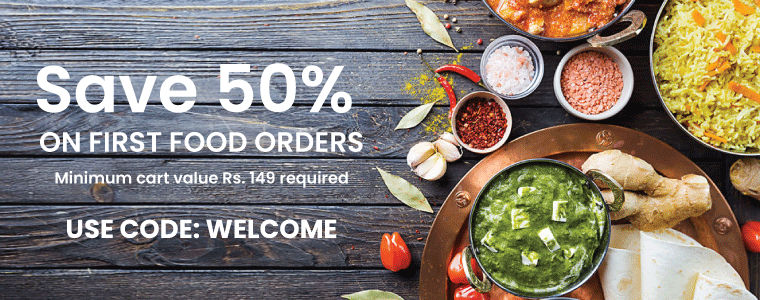 Save 50%
ON FIRST FOOD ORDERS
Minimum cart value Rs. 149 required
USE CODE: WELCOME